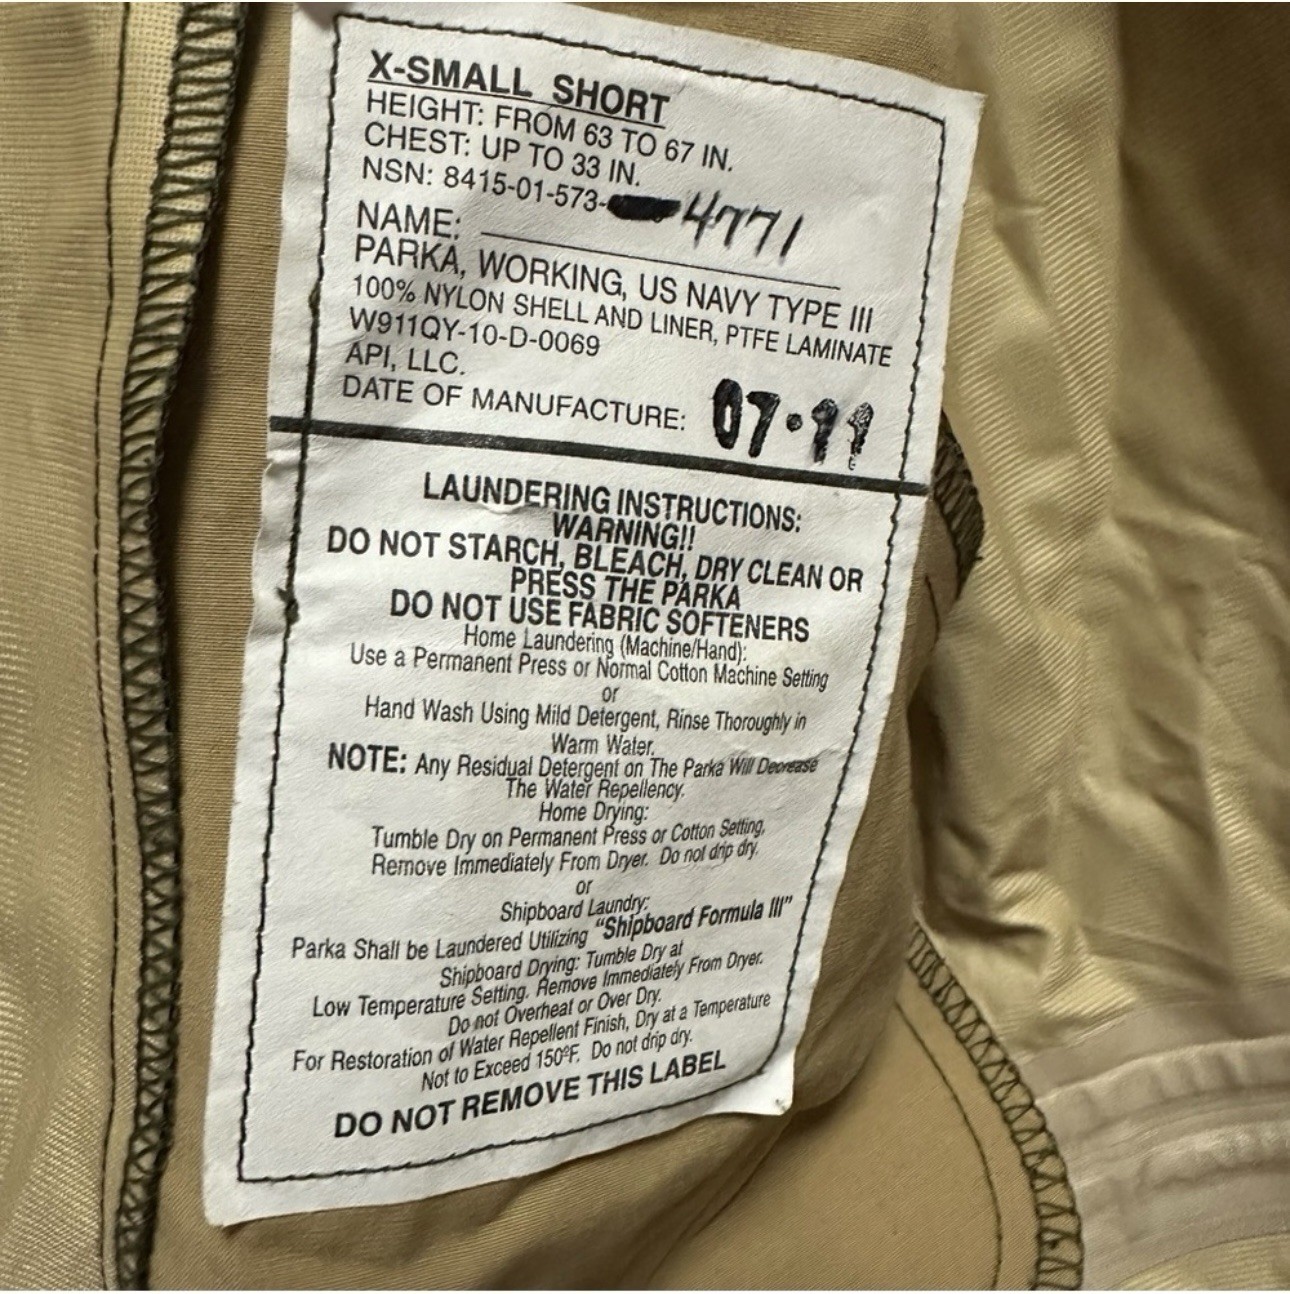 X-SMALL SHORT
HEIGHT: FROM 63 TO 67 IN.
CHEST: UP TO 33 IN.
NSN: 8415-01-573-4771
NAME:
PARKA, WORKING, US NAVY TYPE III
100% NYLON SHELL AND LINER, PTFE LAMINATE
W911QY-10-D-0069
API, LLC.
DATE OF MANUFACTURE: 07·11
LAUNDERING INSTRUCTIONS:
WARNING!!
DO NOT STARCH, BLEACH, DRY CLEAN OR
PRESS THE PARKA
DO NOT USE FABRIC SOFTENERS
Home Laundering (Machine/Hand):
Use a Permanent Press or Normal Cotton Machine Setting
or
Hand Wash Using Mild Detergent, Rinse Thoroughly in
Warm Water.
NOTE: Any Residual Detergent on The Parka Will Decrease
The Water Repellency.
Home Drying:
Tumble Dry on Permanent Press or Cotton Setting,
Remove Immediately From Dryer. Do not drip dry.
or
Shipboard Laundry:
Parka Shall be Laundered Utilizing "Shipboard Formula III"
Shipboard Drying: Tumble Dry at
Low Temperature Setting. Remove Immediately From Dryer.
Do not Overheat or Over Dry.
For Restoration of Water Repellent Finish, Dry at a Temperature
Not to Exceed 150ºF. Do not drip dry.
DO NOT REMOVE THIS LABEL